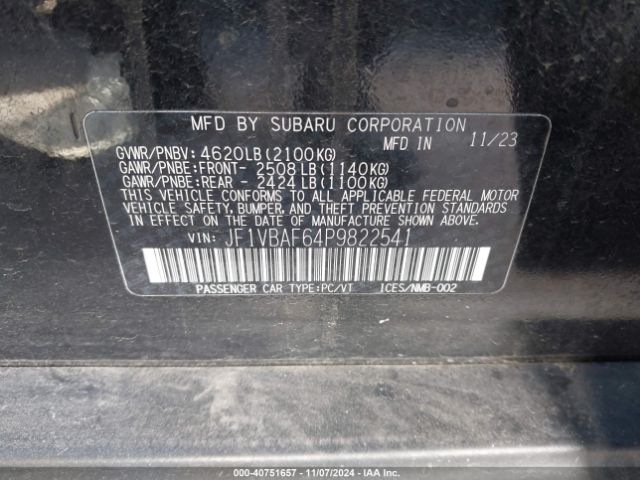 MFD BY SUBARU CORPORATION
GVWR/PNBV: 4620LB(2100KG) MFD IN 11/23
GAWR/PNBE:FRONT- 2508LB(1140KG)
GAWR/PNBE:REAR - 2424LB(1100KG)
THIS VEHICLE CONFORMS TO ALL APPLICABLE FEDERAL MOTOR
VEHICLE SAFETY, BUMPER, AND THEFT PREVENTION STANDARDS
IN EFFECT ON THE DATE OF MANUFACTURE SHOWN ABOVE.
VIN: JF1VBAF64P9822541
PASSENGER CAR TYPE:PC/VT ICES/NMB-002
000-40751657 - 11/07/2024 - IAA Inc.